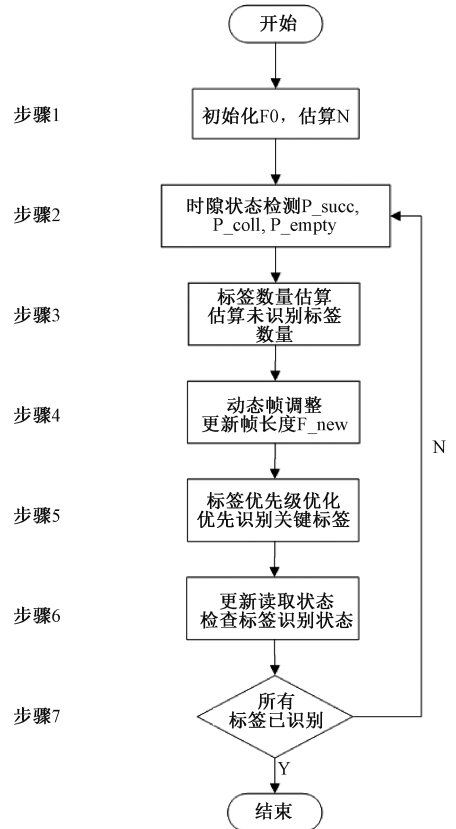 开始
步骤1
初始化F0，估算N
步骤2
时隙状态检测P_succ,
P_coll, P_empty
步骤3
标签数量估算
估算未识别标签
数量
步骤4
动态帧调整
更新帧长度F_new
N
步骤5
标签优先级优化
优先识别关键标签
步骤6
更新读取状态
检查标签识别状态
步骤7
所有
标签已识别
Y
结束